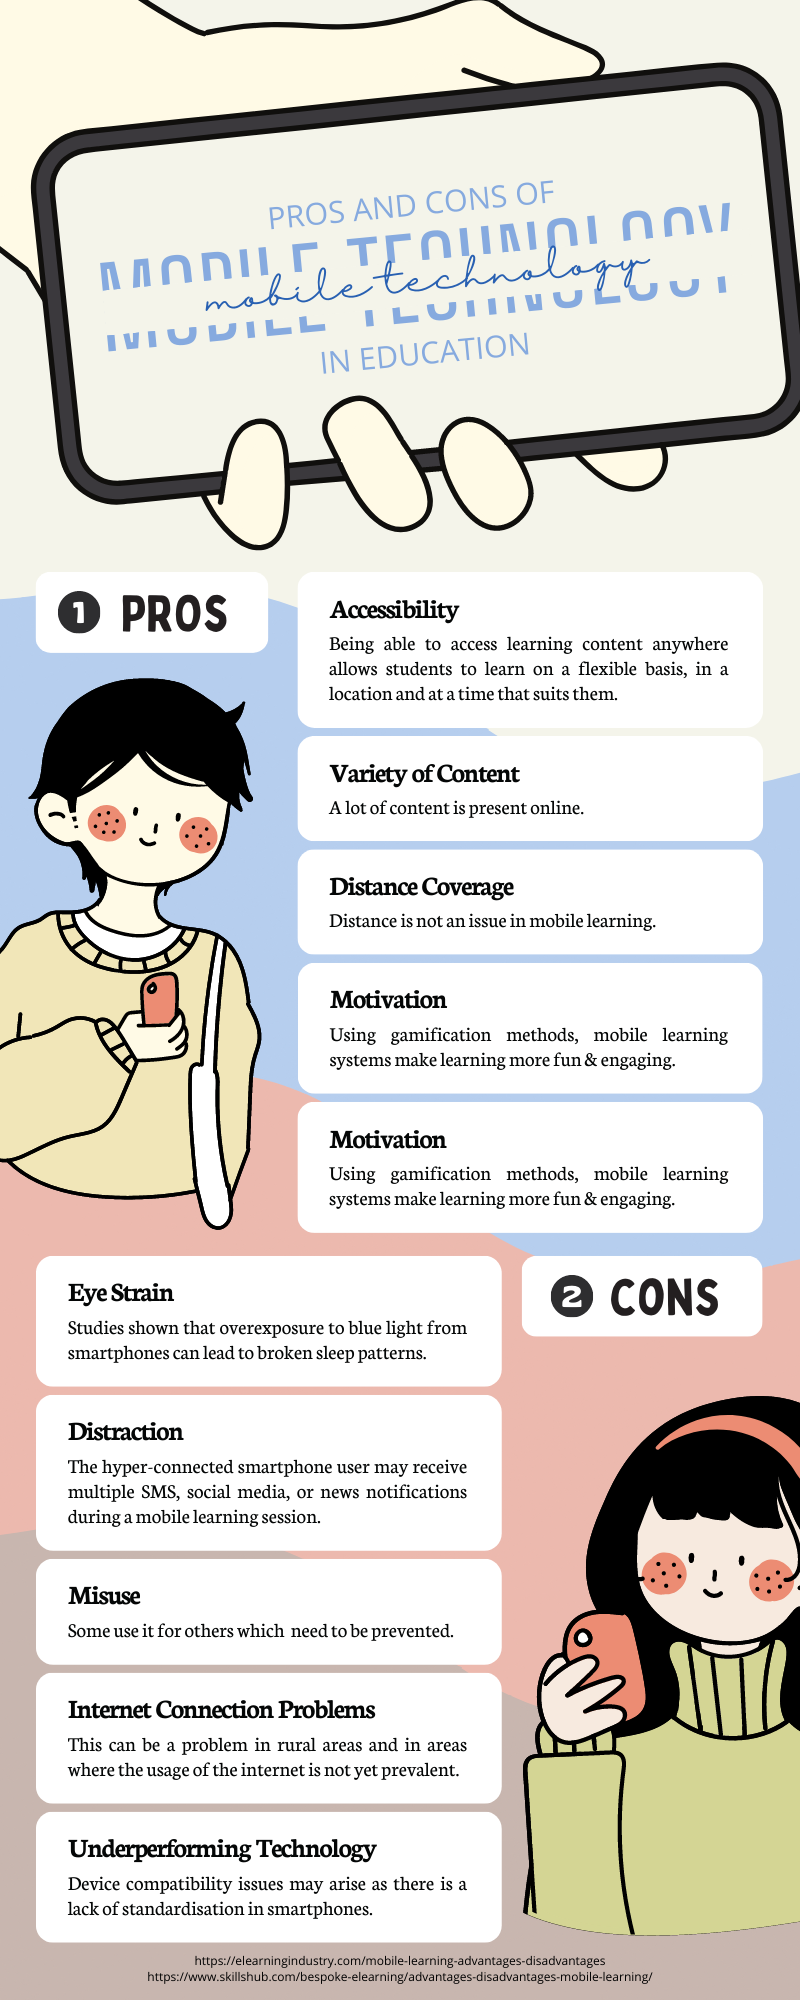 PROS AND CONS OF
MOBILE TECHNOLOGY
mobile technology
IN EDUCATION
1 PROS
Accessibility
Being able to access learning content anywhere
allows students to learn on a flexible basis, in a
location and at a time that suits them.
Variety of Content
A lot of content is present online.
Distance Coverage
Distance is not an issue in mobile learning.
Motivation
Using gamification methods, mobile learning
systems make learning more fun & engaging.
Motivation
Using gamification methods, mobile learning
systems make learning more fun & engaging.
2 CONS
Eye Strain
Studies shown that overexposure to blue light from
smartphones can lead to broken sleep patterns.
Distraction
The hyper-connected smartphone user may receive
multiple SMS, social media, or news notifications
during a mobile learning session.
Misuse
Some use it for others which need to be prevented.
Internet Connection Problems
This can be a problem in rural areas and in areas
where the usage of the internet is not yet prevalent.
Underperforming Technology
Device compatibility issues may arise as there is a
lack of standardisation in smartphones.
https://elearningindustry.com/mobile-learning-advantages-disadvantages
https://www.skillshub.com/bespoke-elearning/advantages-disadvantages-mobile-learning/